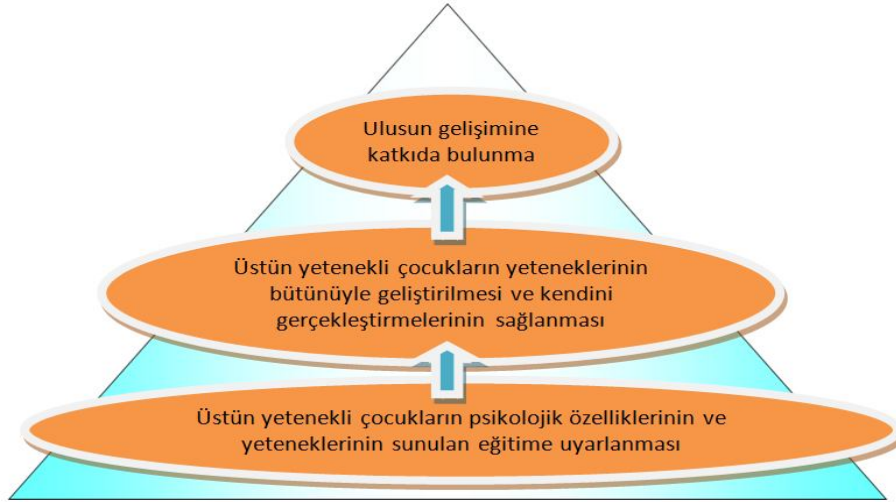 Ulusun gelişimine
katkıda bulunma
Üstün yetenekli çocukların yeteneklerinin
bütünüyle geliştirilmesi ve kendini
gerçekleştirmelerinin sağlanması
Üstün yetenekli çocukların psikolojik özelliklerinin ve
yeteneklerinin sunulan eğitime uyarlanması